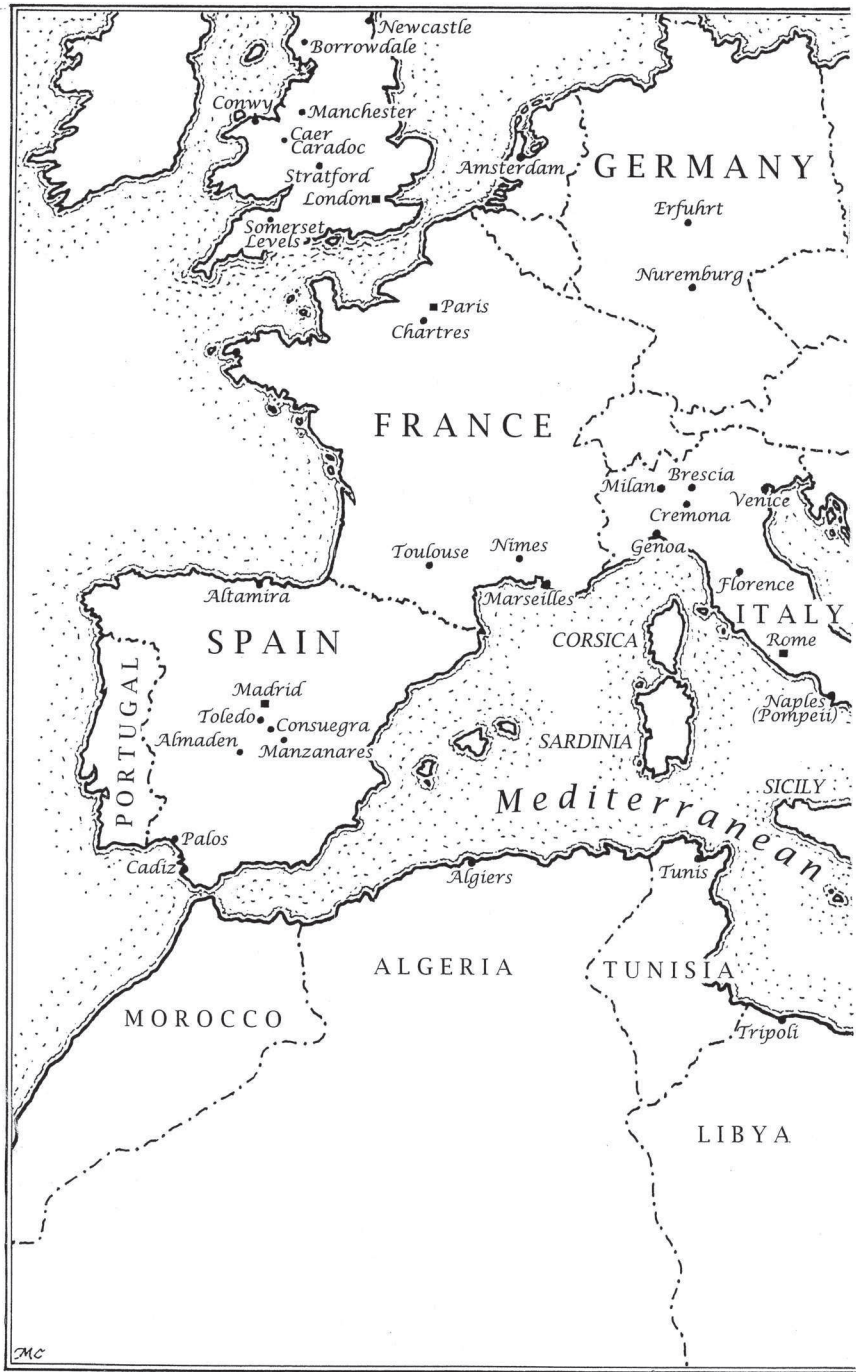 Newcastle
Borrowdale
Conwy
Manchester
Caer
Caradoc
Stratford
London
Somerset
Levels
Amsterdam
GERMANY
Erfuhrt
Nuremburg
Paris
Chartres
FRANCE
Milan
Brescia
Venice
Cremona
Genoa
Toulouse
Nimes
Florence
Altamira
Marseilles
ITALY
SPAIN
CORSICA
Rome
PORTUGAL
Madrid
Toledo
Consuegra
Almaden
Manzanares
Naples
(Pompeii)
SARDINIA
SICILY
Mediterranean
Palos
Cadiz
Algiers
Tunis
ALGERIA
TUNISIA
MOROCCO
Tripoli
LIBYA
MC